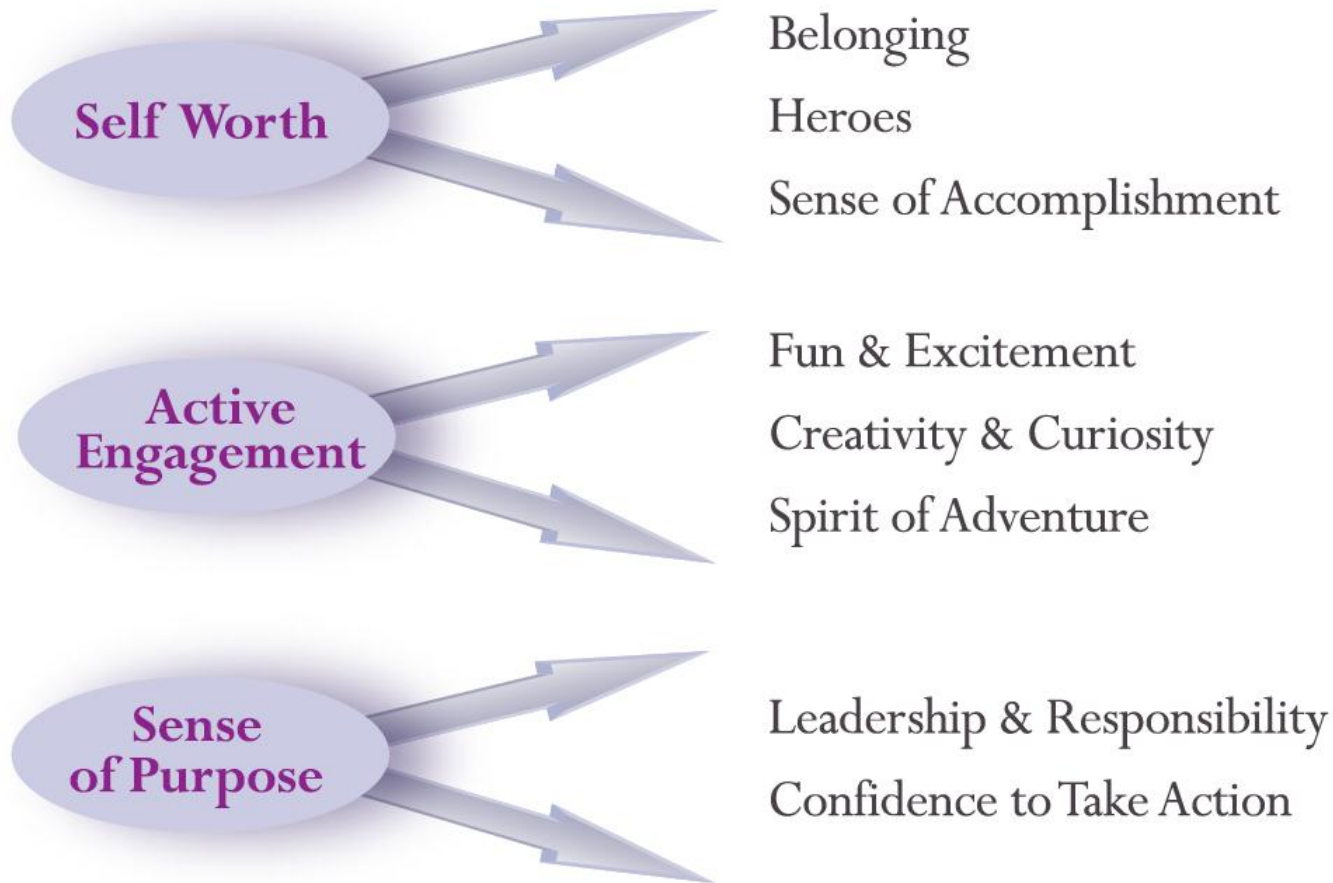 Self Worth
Belonging
Heroes
Sense of Accomplishment
Active
Engagement
Fun & Excitement
Creativity & Curiosity
Spirit of Adventure
Sense
of Purpose
Leadership & Responsibility
Confidence to Take Action